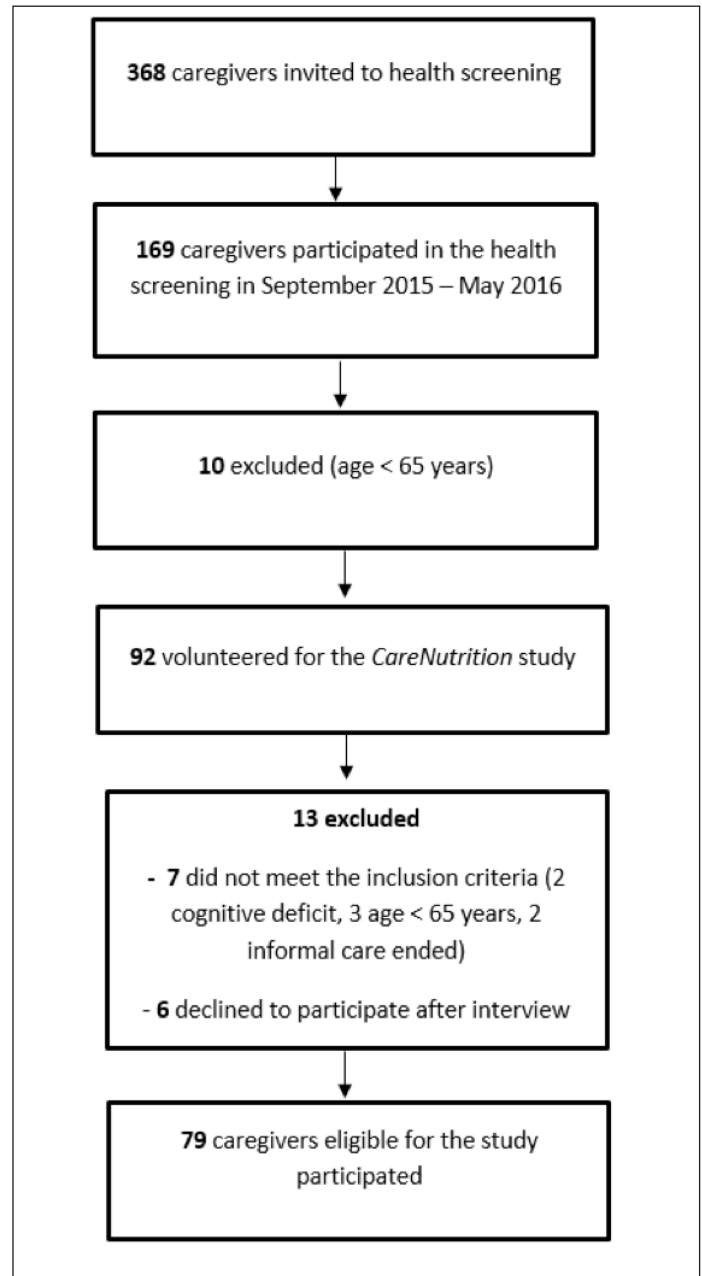 368 caregivers invited to health screening
169 caregivers participated in the health
screening in September 2015 – May 2016
10 excluded (age < 65 years)
92 volunteered for the CareNutrition study
13 excluded
- 7 did not meet the inclusion criteria (2
cognitive deficit, 3 age < 65 years, 2
informal care ended)
- 6 declined to participate after interview
79 caregivers eligible for the study
participated